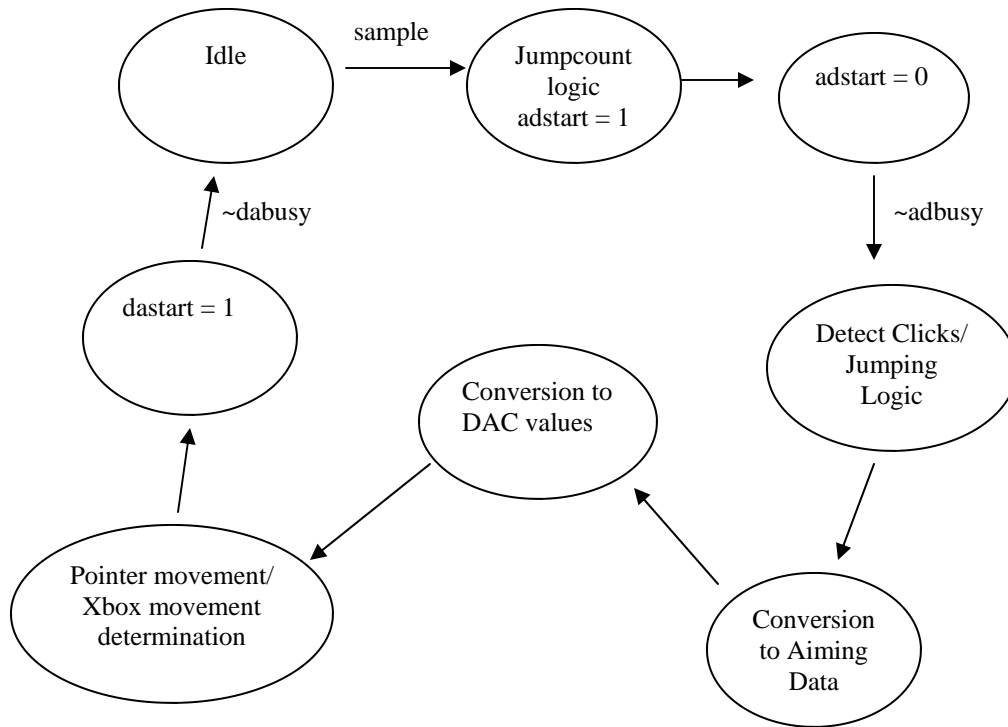 Idle
sample
Jumpcount
logic
adstart = 1
adstart = 0
~adbusy
Detect Clicks/
Jumping
Logic
Conversion
to Aiming
Data
Conversion to
DAC values
Pointer movement/
Xbox movement
determination
dastart = 1
~dabusy